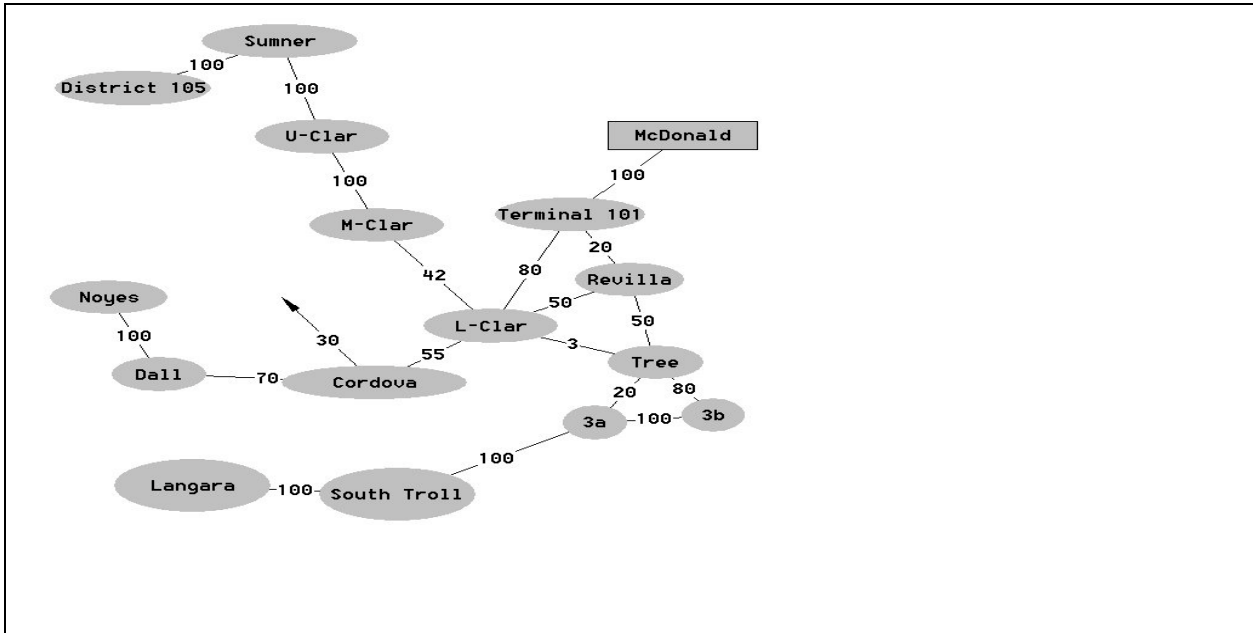 Sumner
100
District 105
100
U-Clar
McDonald
100
100
M-Clar
Terminal 101
20
42
80
Revilla
Noyes
50
L-Clar
50
100
30
55
3
Dall
70
Cordova
Tree
20
80
3a
100
3b
100
Langara
100
South Troll